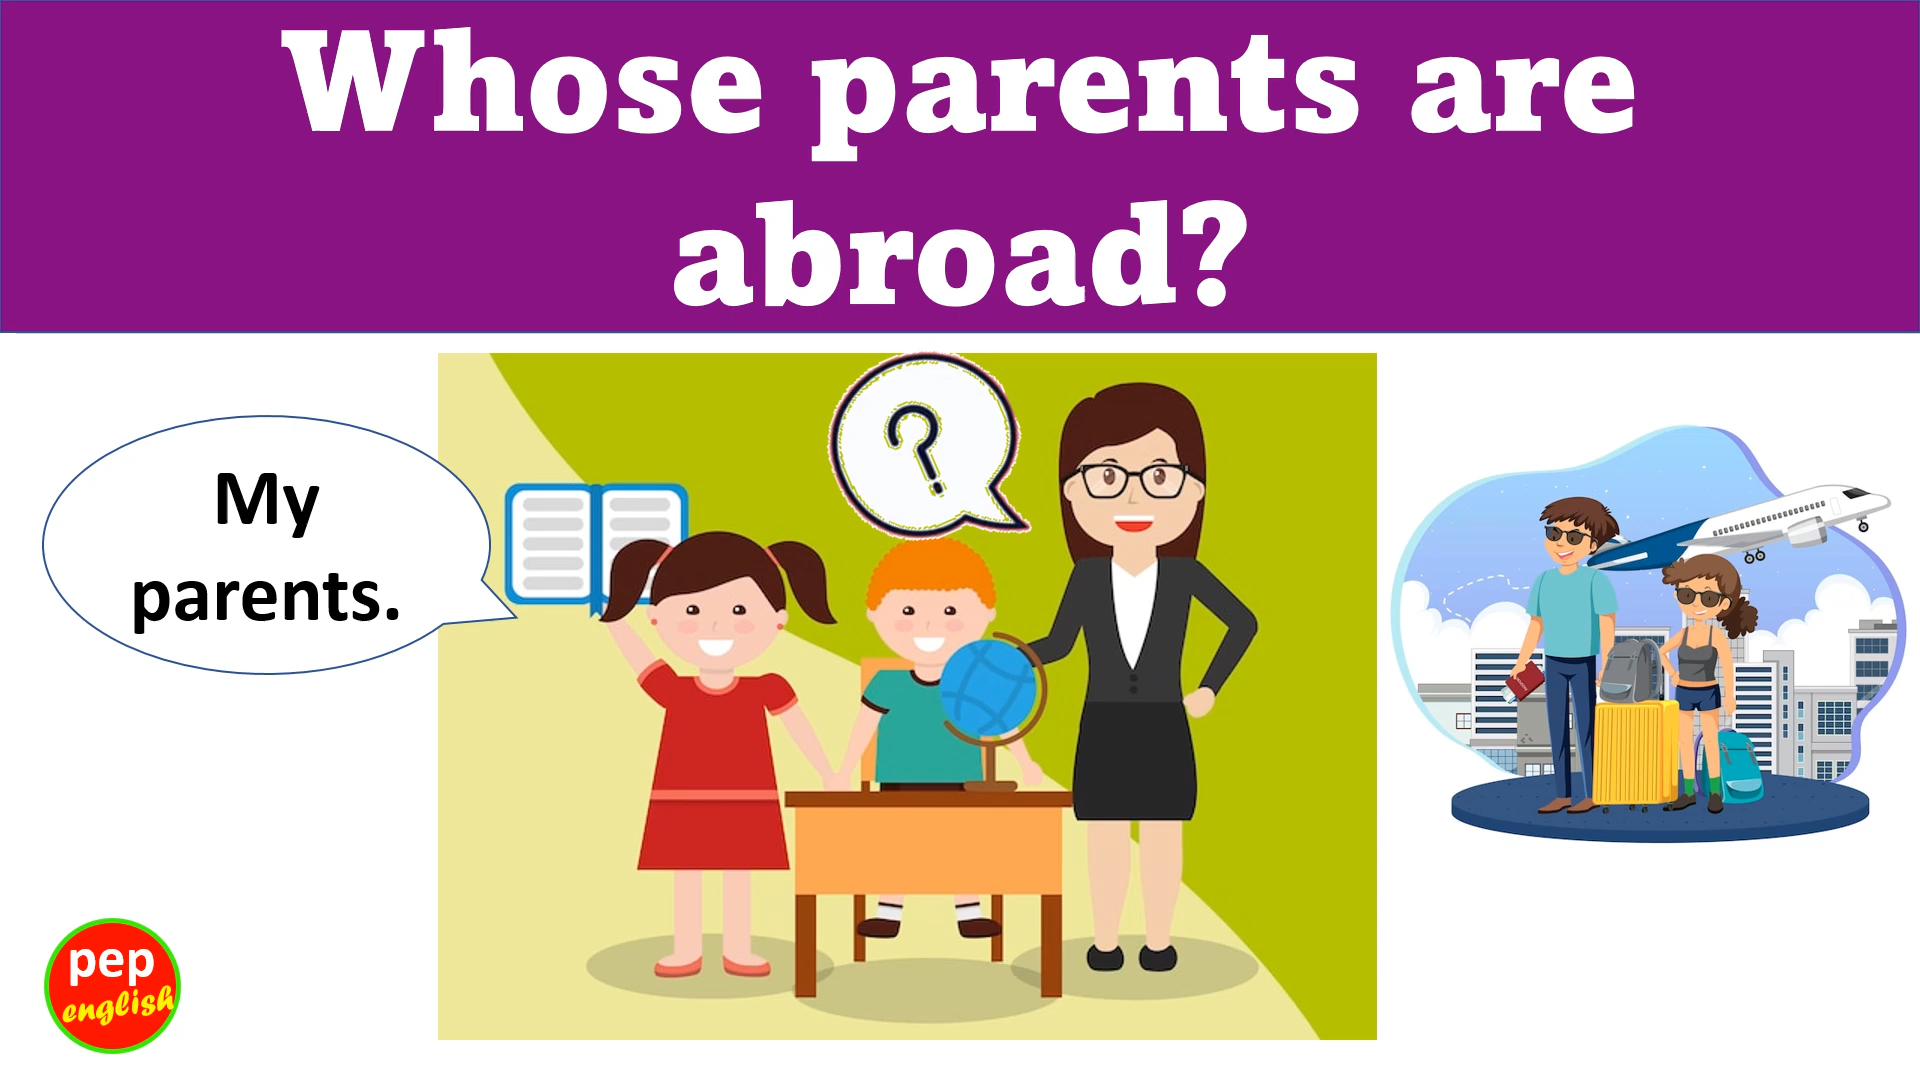 Whose parents are
abroad?
My
parents.
?
pep
english